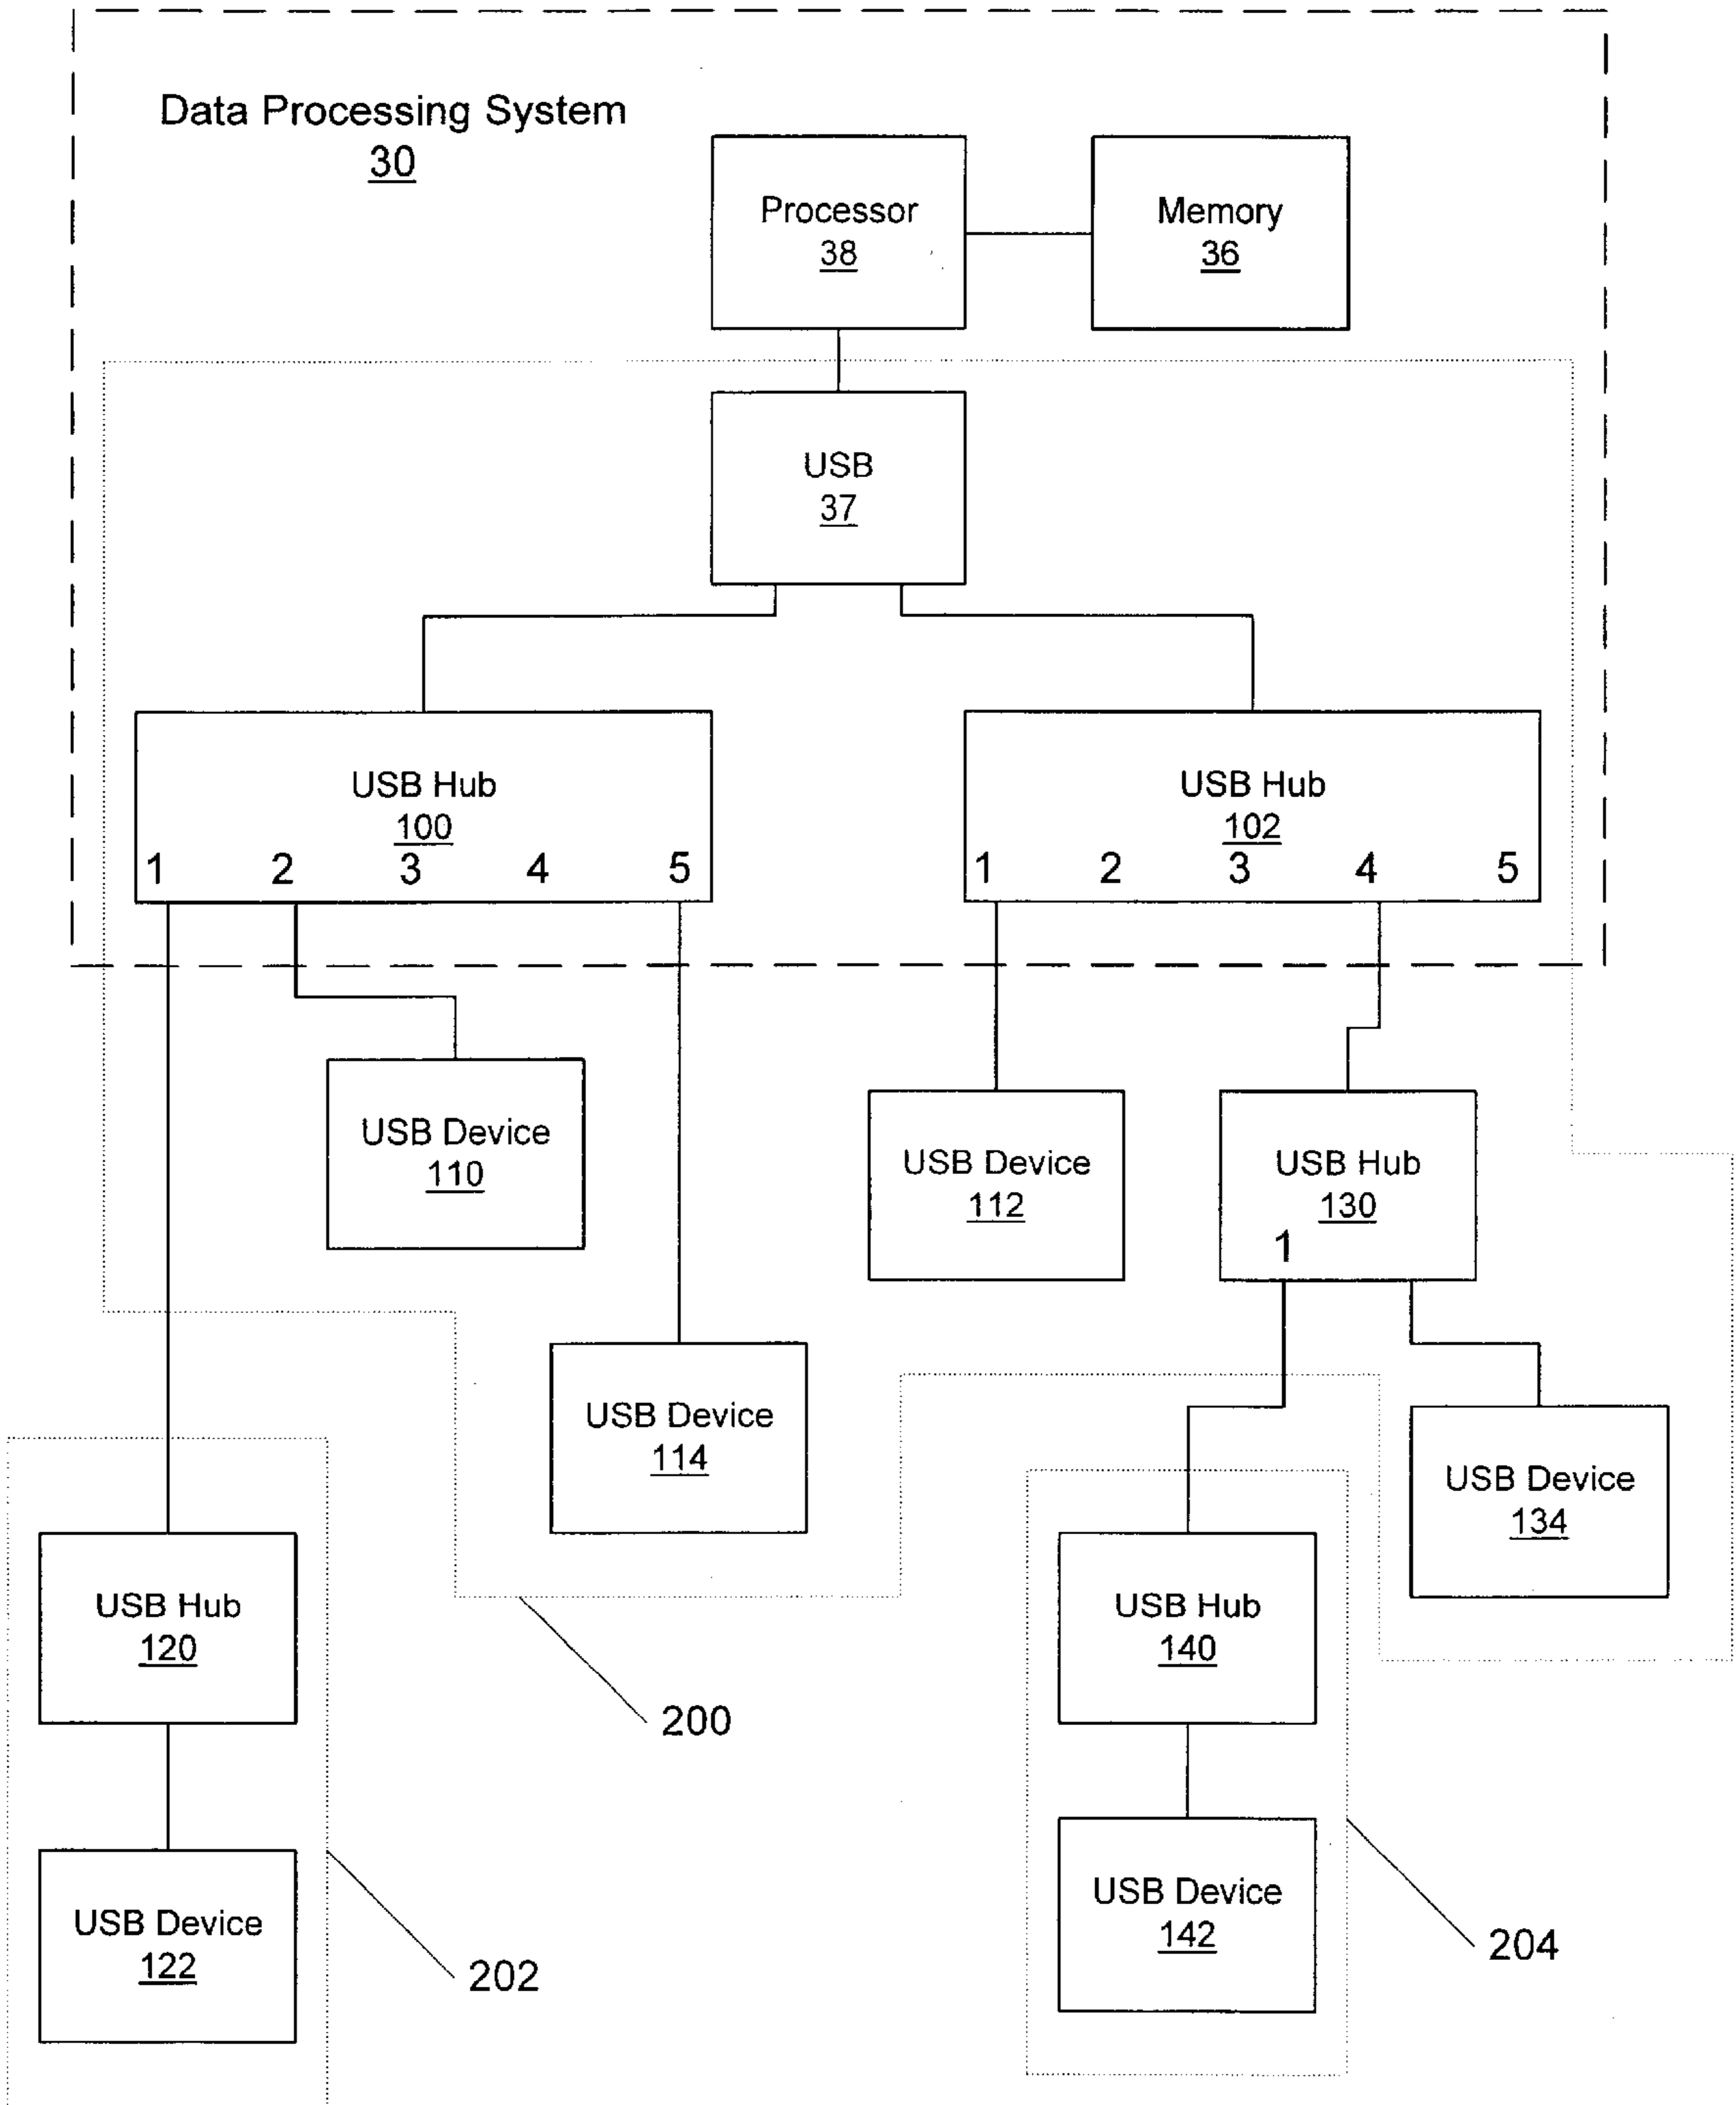 Data Processing System
30
Processor
38
Memory
36
USB
37
USB Hub
100
1 2 3 4 5
USB Hub
102
1 2 3 4 5
USB Device
110
USB Device
112
USB Hub
130
1
USB Device
114
USB Device
134
USB Hub
120
USB Hub
140
200
USB Device
122
202
USB Device
142
204